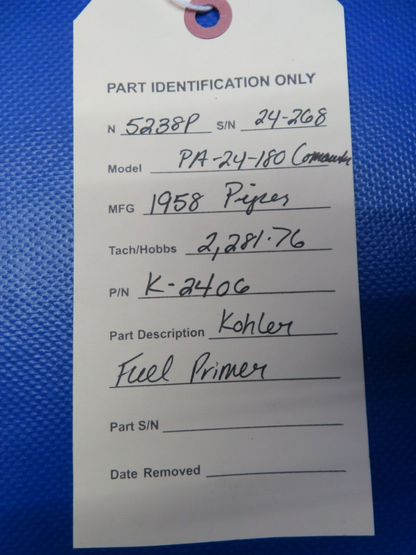 PART IDENTIFICATION ONLY
N 5238P S/N 24-268
Model PA-24-180 Comanche
MFG 1958 Piper
Tach/Hobbs 2,281.76
P/N K-2406
Part Description Kohler
Fuel Primer
Part S/N
Date Removed